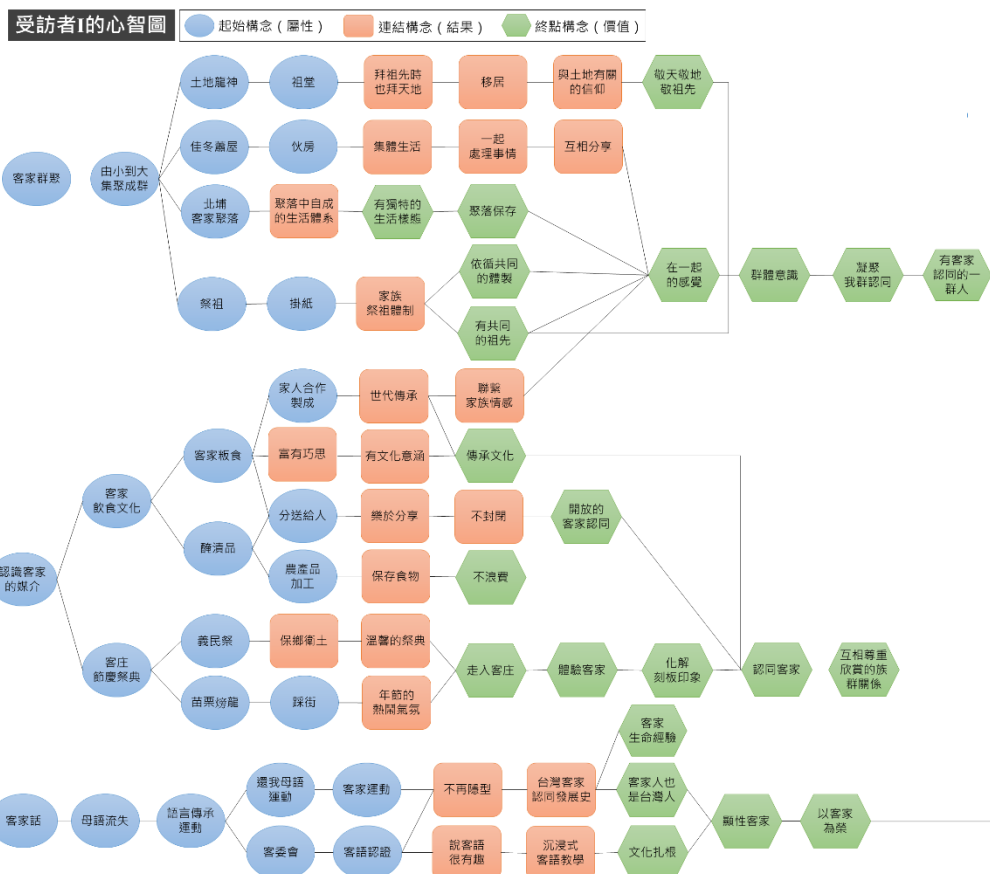 受訪者I的心智圖
起始構念（屬性）
連結構念（結果）
終點構念（價值）
土地龍神
祖堂
拜祖先時
也拜天地
移居
與土地有關
的信仰
敬天敬地
敬祖先
客家群聚
由小到大
集聚成群
佳冬蕭屋
伙房
集體生活
一起
處理事情
互相分享
北埔
客家聚落
聚落中自成
的生活體系
有獨特的
生活樣態
聚落保存
依循共同
的體製
祭祖
掛紙
家族
祭祖體制
有共同
的祖先
在一起
的感覺
群體意識
凝聚
我群認同
有客家
認同的一
群人
家人合作
製成
世代傳承
聯繫
家族情感
客家粄食
富有巧思
有文化意涵
傳承文化
客家
飲食文化
分送給人
樂於分享
不封閉
開放的
客家認同
醃漬品
農產品
加工
保存食物
不浪費
認識客家
的媒介
客庄
節慶祭典
義民祭
保鄉衛土
溫馨的祭典
走入客庄
體驗客家
化解
刻板印象
認同客家
互相尊重
欣賞的族
群關係
苗栗㷟龍
踩街
年節的
熱鬧氣氛
客家
生命經驗
還我母語
運動
客家運動
不再隱型
台灣客家
認同發展史
客家人也
是台灣人
客家話
母語流失
語言傳承
運動
顯性客家
以客家
為榮
客委會
客語認證
說客語
很有趣
沉浸式
客語教學
文化扎根